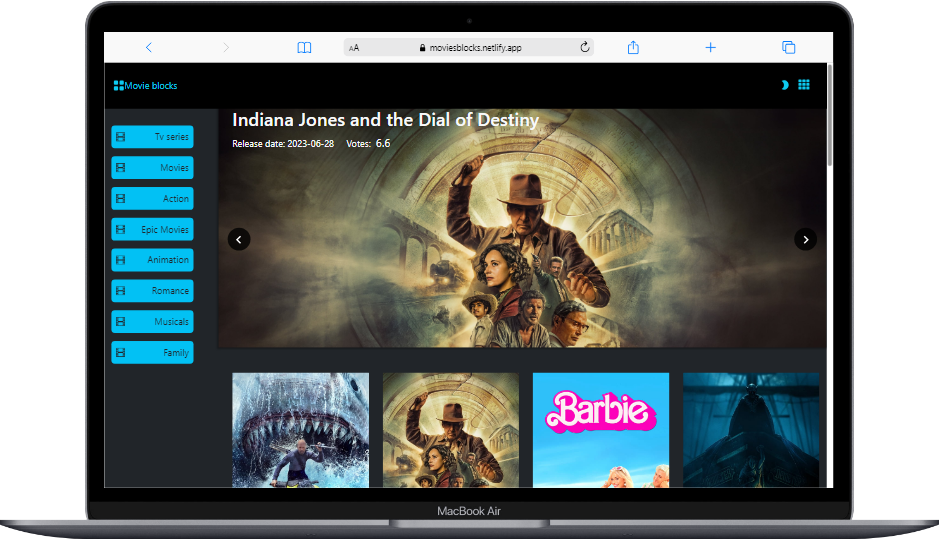 AA moviesblocks.netlify.app
Movie blocks
Indiana Jones and the Dial of Destiny
Release date: 2023-06-28 Votes: 6.6
Tv series
Movies
Action
Epic Movies
Animation
Romance
Musicals
Family
Barbie
MacBook Air